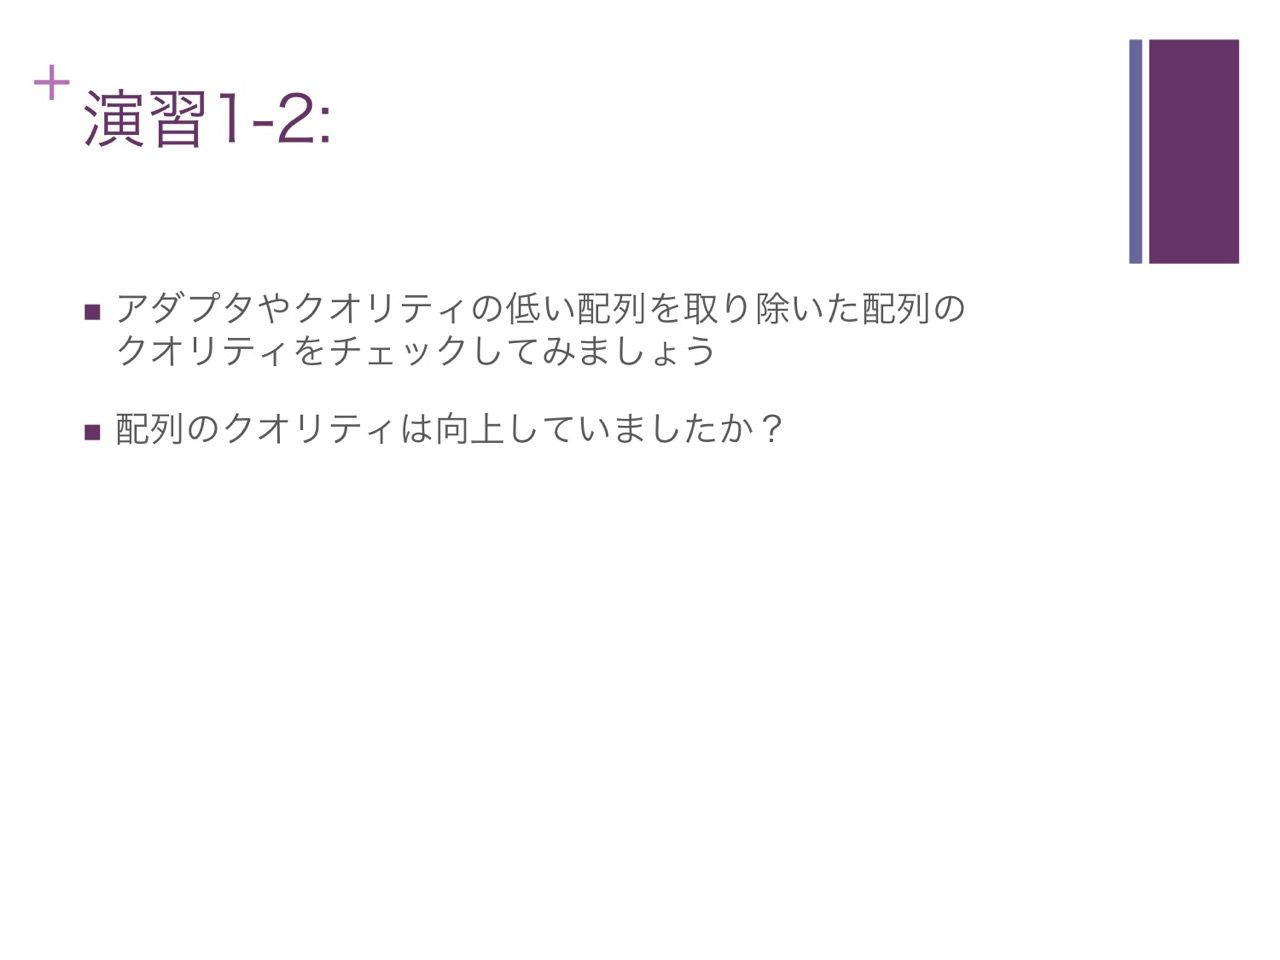 +
演習1-2:
■ アダプタやクオリティの低い配列を取り除いた配列の
クオリティをチェックしてみましょう
■ 配列のクオリティは向上していましたか？